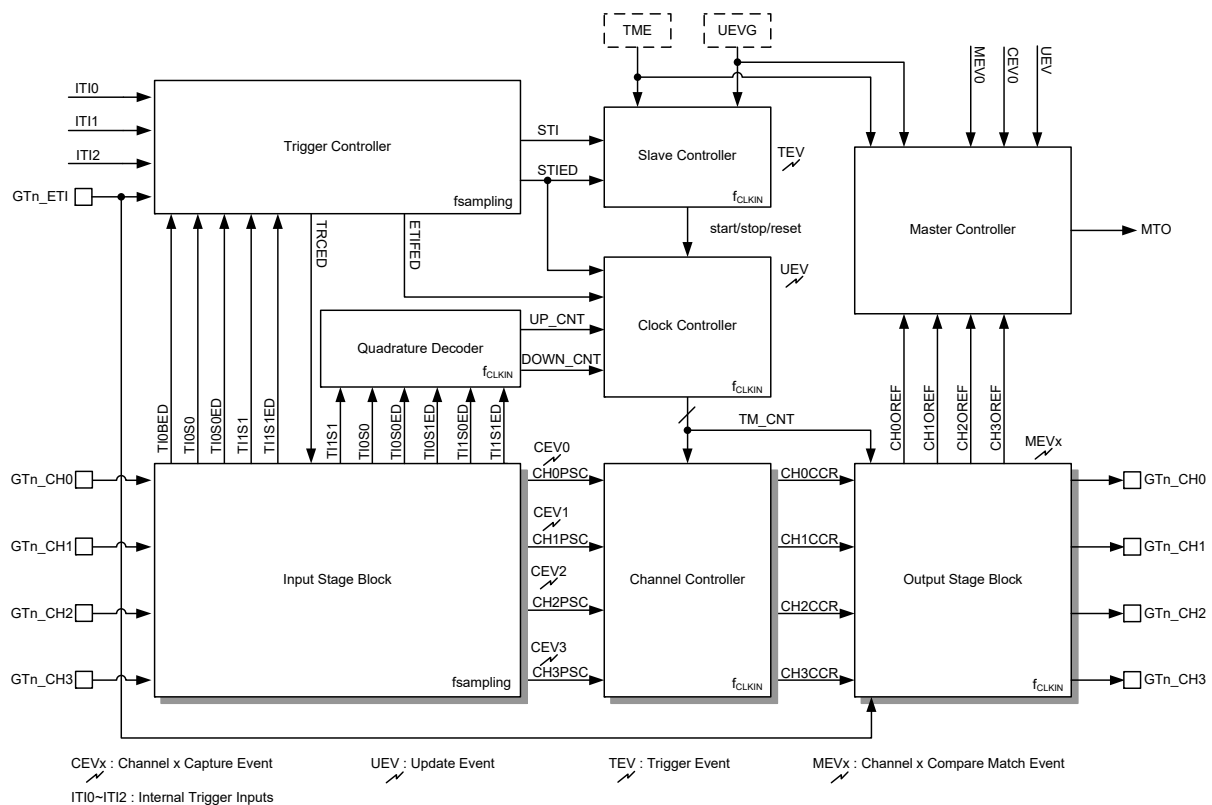 TME
UEVG
MEV0
CEV0
UEV
ITI0
ITI1
ITI2
GTn_ETI
Trigger Controller
fsampling
STI
STIED
Slave Controller
fCLKIN
TEV
Master Controller
MTO
TRCED
ETIFED
start/stop/reset
UEV
Clock Controller
fCLKIN
Quadrature Decoder
fCLKIN
UP_CNT
DOWN_CNT
TI0BED
TI0S0
TI0S0ED
TI1S1
TI1S1ED
TI1S1
TI0S0
TI0S0ED
TI0S1ED
TI1S0ED
TI1S1ED
TM_CNT
CH0OREF
CH1OREF
CH2OREF
CH3OREF
MEVx
GTn_CH0
GTn_CH1
GTn_CH2
GTn_CH3
Input Stage Block
fsampling
CEV0
CH0PSC
CEV1
CH1PSC
CEV2
CH2PSC
CEV3
CH3PSC
Channel Controller
fCLKIN
CH0CCR
CH1CCR
CH2CCR
CH3CCR
Output Stage Block
fCLKIN
GTn_CH0
GTn_CH1
GTn_CH2
GTn_CH3
CEVx : Channel x Capture Event
UEV : Update Event
TEV : Trigger Event
MEVx : Channel x Compare Match Event
ITI0~ITI2 : Internal Trigger Inputs